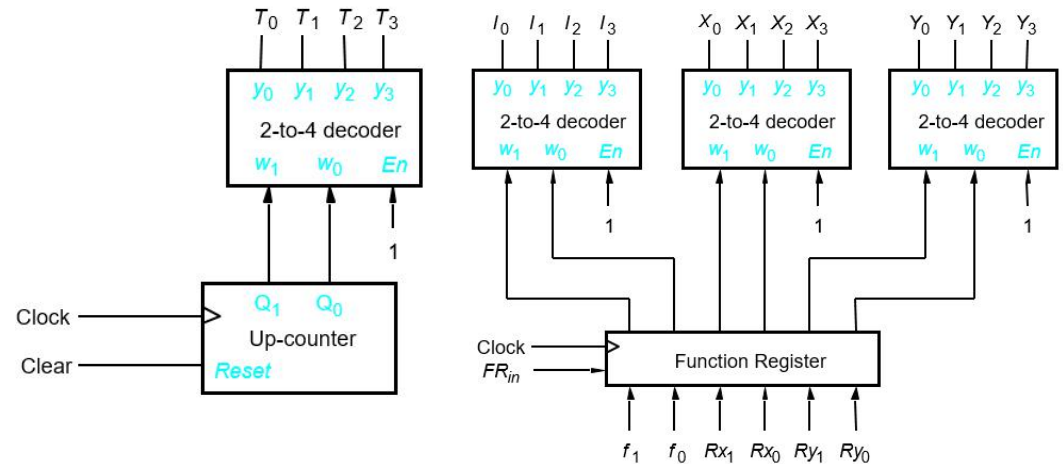 T0 T1 T2 T3
y0 y1 y2 y3
2-to-4 decoder
w1 w0 En
1
Q1 Q0
Clock
Up-counter
Clear
Reset
I0 I1 I2 I3
y0 y1 y2 y3
2-to-4 decoder
w1 w0 En
1
X0 X1 X2 X3
y0 y1 y2 y3
2-to-4 decoder
w1 w0 En
1
Y0 Y1 Y2 Y3
y0 y1 y2 y3
2-to-4 decoder
w1 w0 En
1
Clock
FRin
Function Register
f1 f0 Rx1 Rx0 Ry1 Ry0